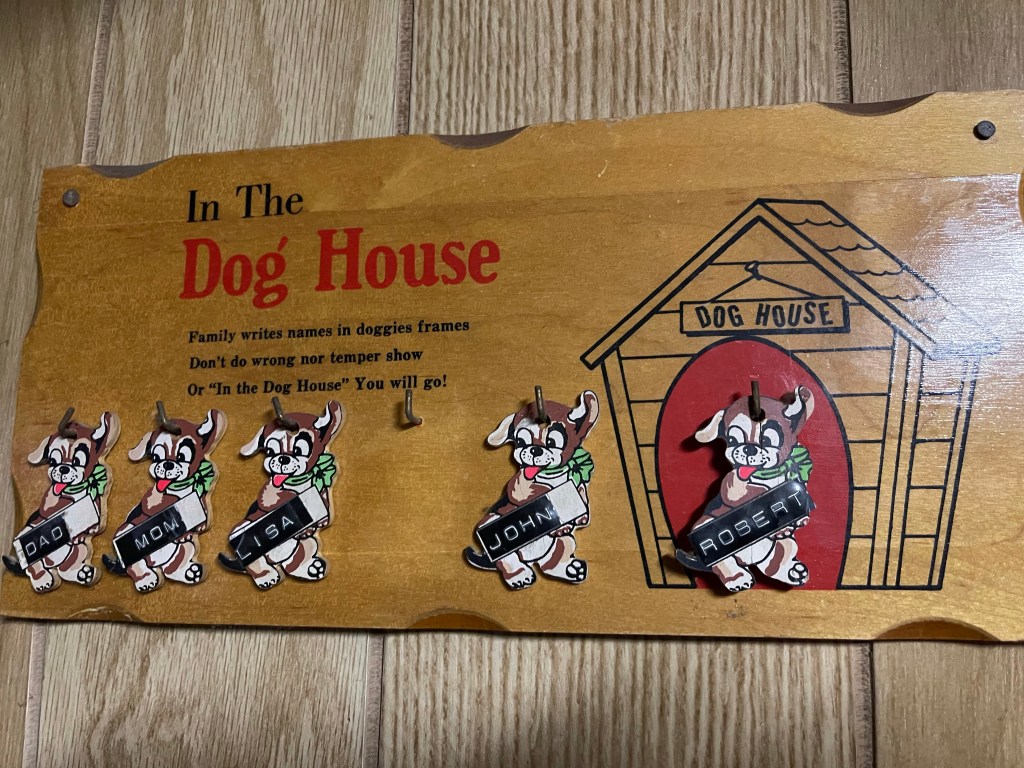 In The
Dog House
Family writes names in doggies frames
Don't do wrong nor temper show
Or "In the Dog House" You will go!
DOG HOUSE
DAD
MOM
LISA
JOHN
ROBERT